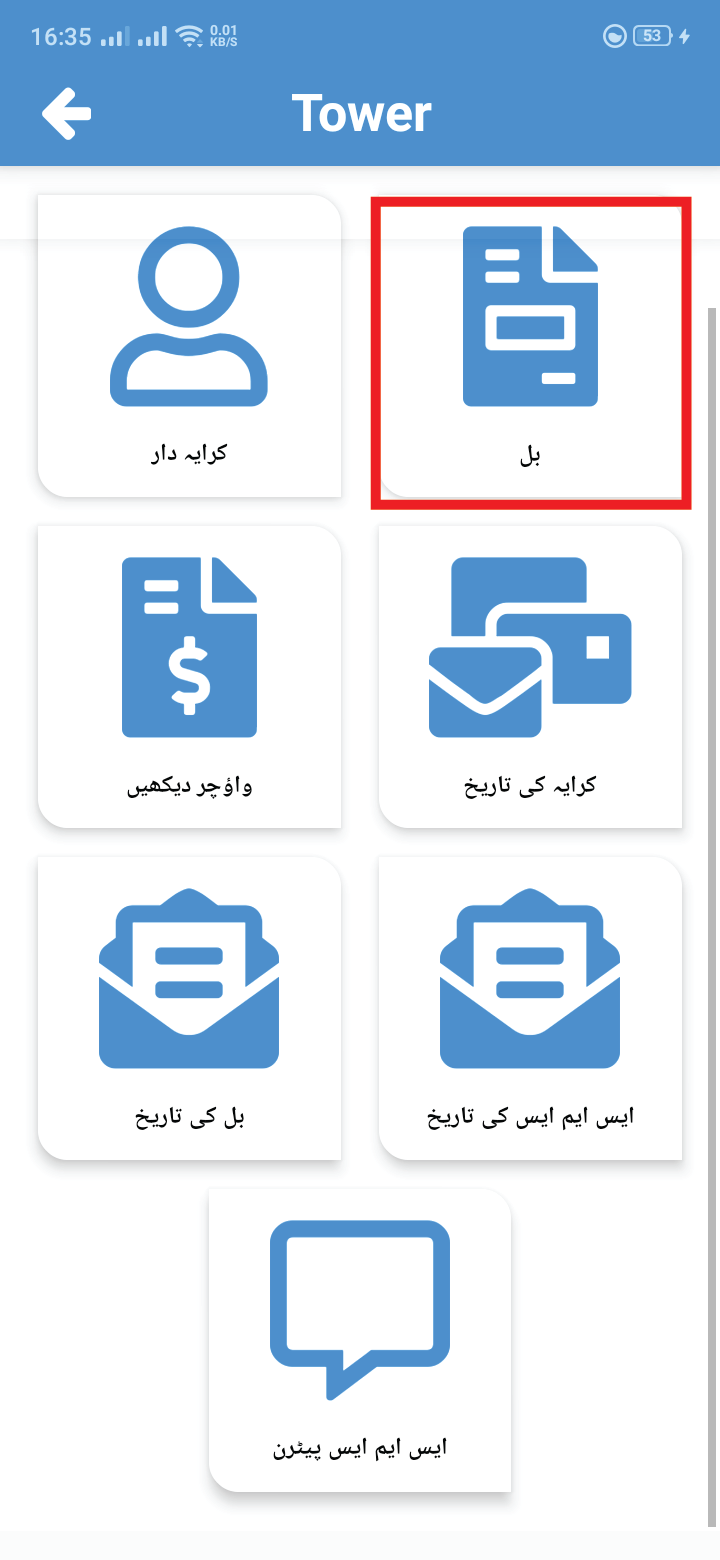 16:35 0.01 KB/S 53
Tower
کرایہ دار
بل
واؤچر دیکھیں
کرایہ کی تاریخ
بل کی تاریخ
ایس ایم ایس کی تاریخ
ایس ایم ایس پیٹرن